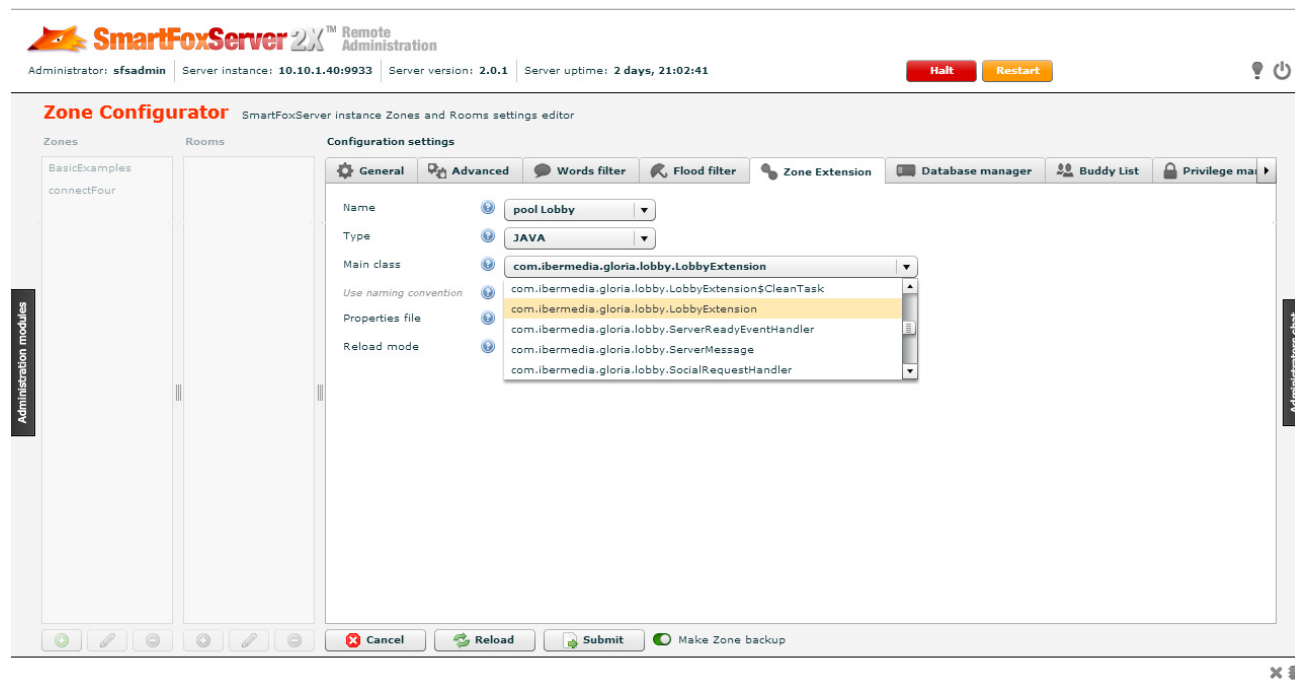 SmartFoxServer 2X™ Remote Administration
Administrator: sfsadmin | Server instance: 10.10.1.40:9933 | Server version: 2.0.1 | Server uptime: 2 days, 21:02:41
Halt Restart
Zone Configurator SmartFoxServer instance Zones and Rooms settings editor
Zones Rooms Configuration settings
BasicExamples
connectFour
General Advanced Words filter Flood filter Zone Extension Database manager Buddy List Privilege mai
Name pool Lobby
Type JAVA
Main class com.ibermedia.gloria.lobby.LobbyExtension
Use naming convention com.ibermedia.gloria.lobby.LobbyExtension$CleanTask
com.ibermedia.gloria.lobby.LobbyExtension
Properties file com.ibermedia.gloria.lobby.ServerReadyEventHandler
Reload mode com.ibermedia.gloria.lobby.ServerMessage
com.ibermedia.gloria.lobby.SocialRequestHandler
Administration modules
Administrators chat
Cancel Reload Submit Make Zone backup